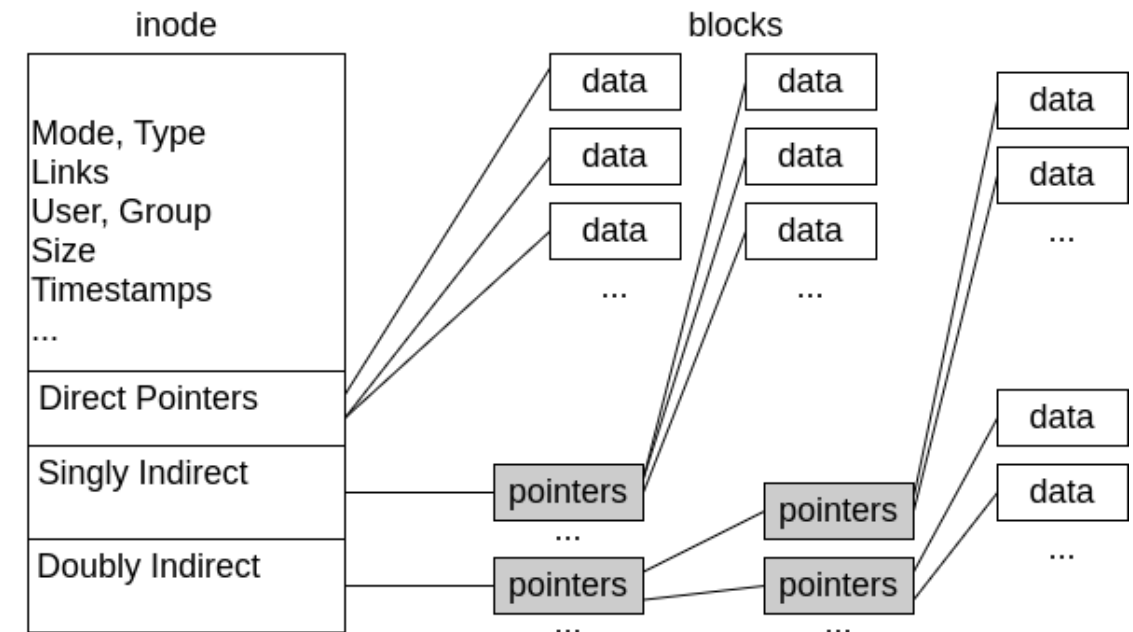 inode
blocks
Mode, Type
Links
User, Group
Size
Timestamps
...
Direct Pointers
Singly Indirect
Doubly Indirect
data
data
data
...
data
data
data
...
data
data
...
pointers
...
pointers
...
pointers
pointers
...
data
data
...